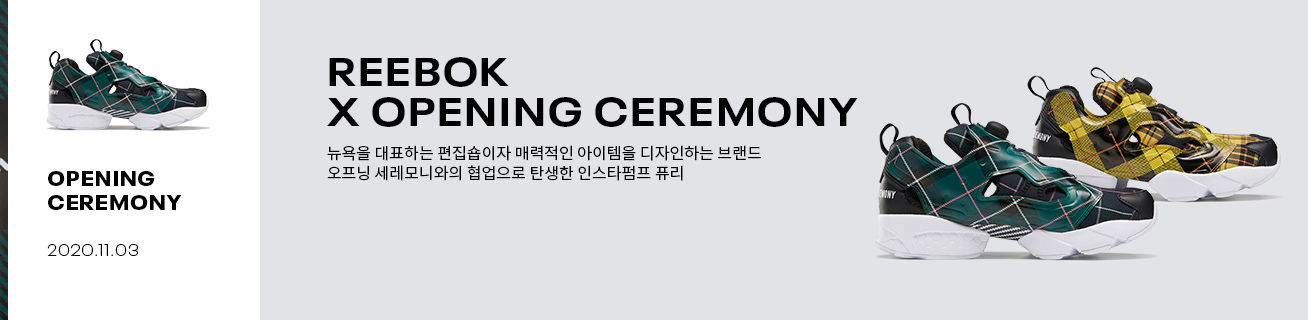 OPENING
CEREMONY
2020.11.03
REEBOK
X OPENING CEREMONY
뉴욕을 대표하는 편집숍이자 매력적인 아이템을 디자인하는 브랜드
오프닝 세레모니와의 협업으로 탄생한 인스타펌프 퓨리